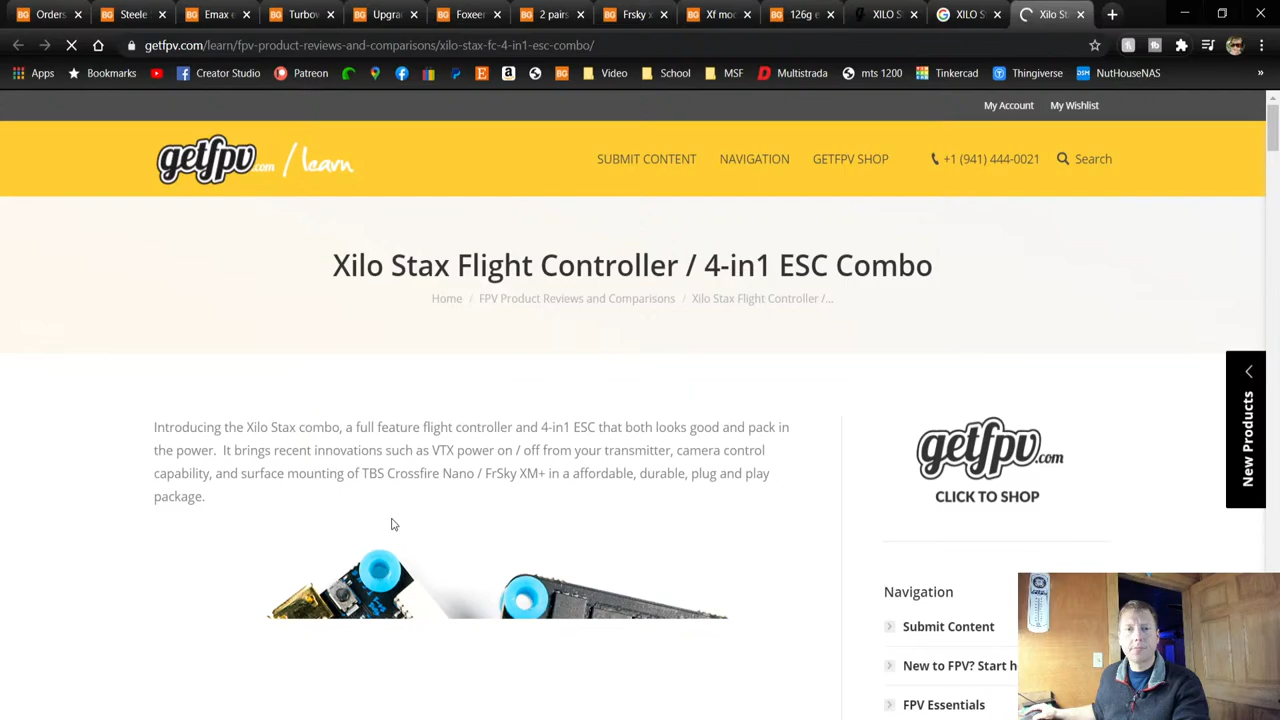 Orders
Steele
Emax e
Turbow
Upgra
Foxeer
2 pairs
Frsky x
Xf mo
126g e
XILO S
XILO S
Xilo St
getfpv.com/learn/fpv-product-reviews-and-comparisons/xilo-stax-fc-4-in1-esc-combo/
Apps
Bookmarks
Creator Studio
Patreon
Video
School
MSF
Multistrada
mts 1200
Tinkercad
Thingiverse
NutHouseNAS
My Account
My Wishlist
getfpv.com / learn
SUBMIT CONTENT
NAVIGATION
GETFPV SHOP
+1 (941) 444-0021
Search
Xilo Stax Flight Controller / 4-in1 ESC Combo
Home / FPV Product Reviews and Comparisons / Xilo Stax Flight Controller /...
New Products
Introducing the Xilo Stax combo, a full feature flight controller and 4-in1 ESC that both looks good and pack in
the power. It brings recent innovations such as VTX power on / off from your transmitter, camera control
capability, and surface mounting of TBS Crossfire Nano / FrSky XM+ in a affordable, durable, plug and play
package.
getfpv.com
CLICK TO SHOP
Navigation
Submit Content
New to FPV? Start h
FPV Essentials